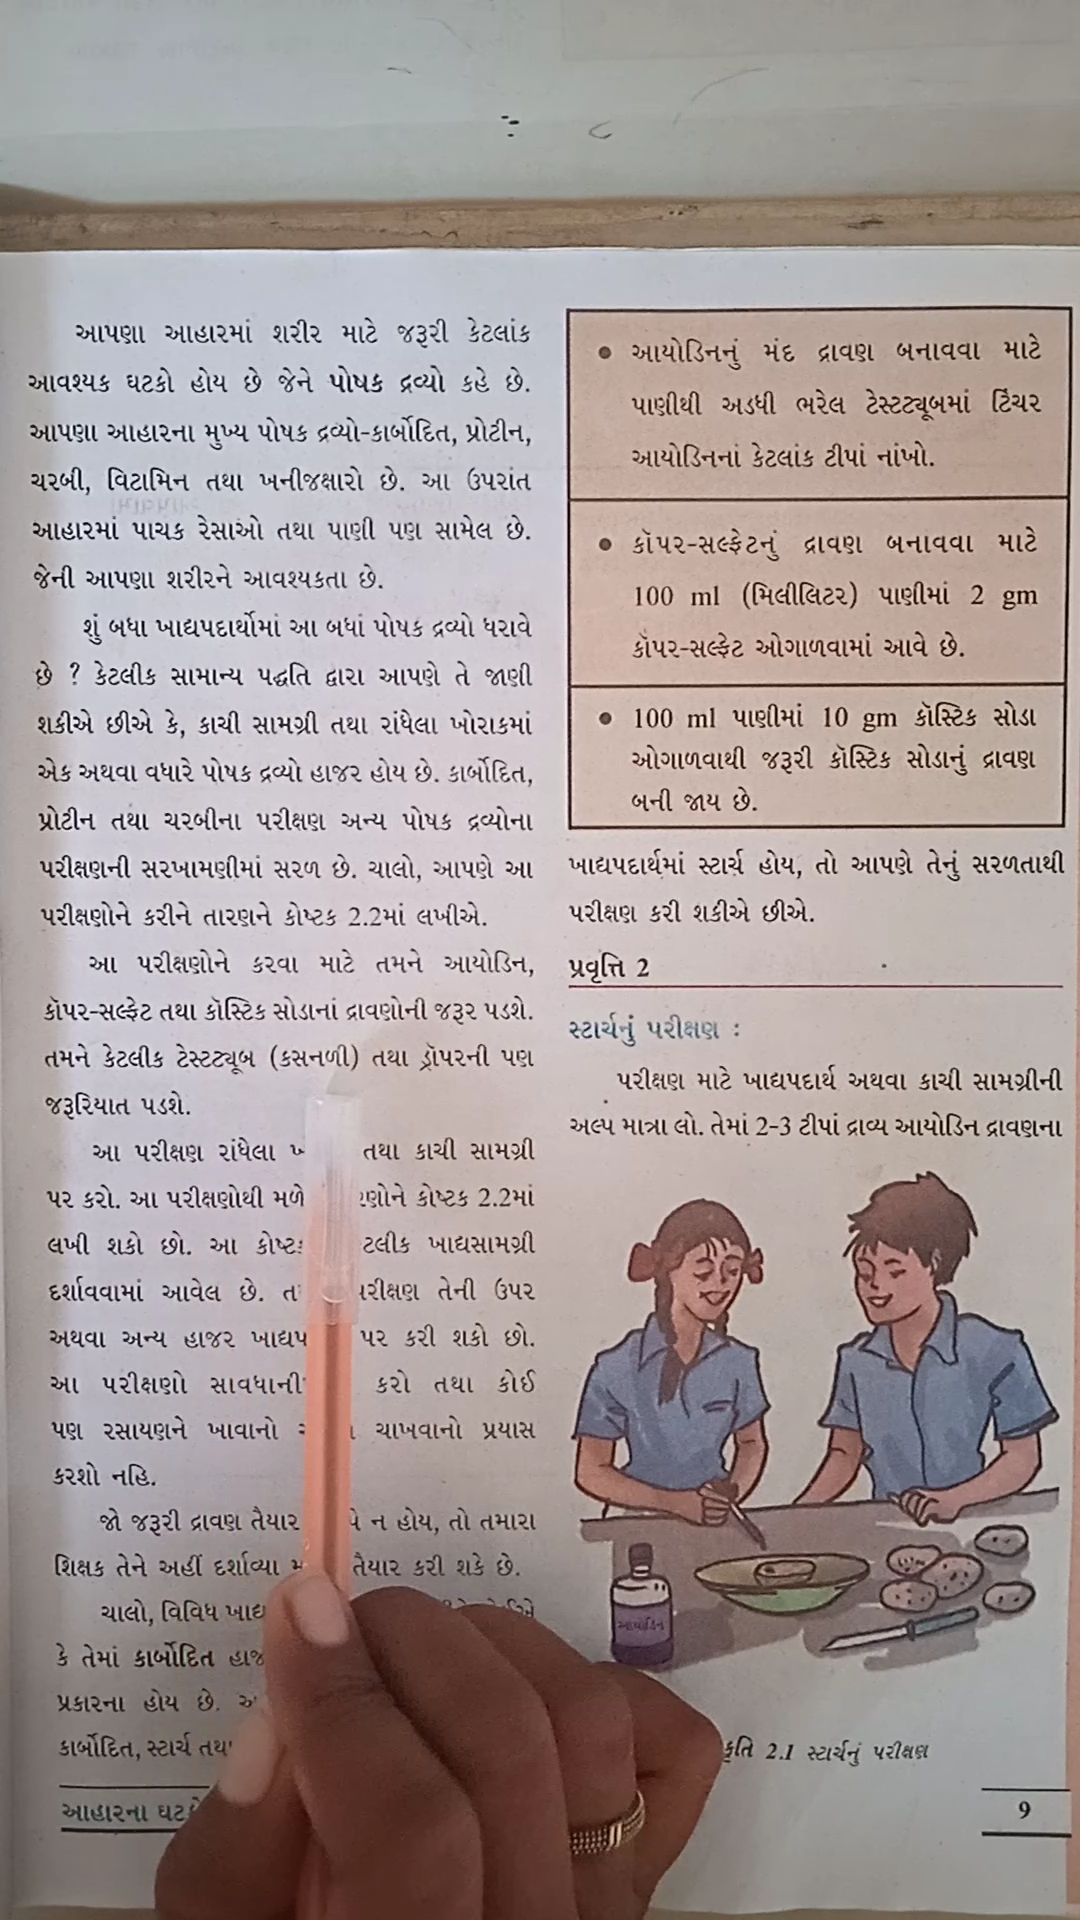 આપણા આહારમાં શરીર માટે જરૂરી કેટલાંક
આવશ્યક ઘટકો હોય છે જેને પોષક દ્રવ્યો કહે છે.
આપણા આહારના મુખ્ય પોષક દ્રવ્યો-કાર્બોદિત, પ્રોટીન,
ચરબી, વિટામિન તથા ખનીજક્ષારો છે. આ ઉપરાંત
આહારમાં પાચક રેસાઓ તથા પાણી પણ સામેલ છે.
જેની આપણા શરીરને આવશ્યકતા છે.
શું બધા ખાદ્યપદાર્થોમાં આ બધાં પોષક દ્રવ્યો ધરાવે
છે ? કેટલીક સામાન્ય પદ્ધતિ દ્વારા આપણે તે જાણી
શકીએ છીએ કે, કાચી સામગ્રી તથા રાંધેલા ખોરાકમાં
એક અથવા વધારે પોષક દ્રવ્યો હાજર હોય છે. કાર્બોદિત,
પ્રોટીન તથા ચરબીના પરીક્ષણ અન્ય પોષક દ્રવ્યોના
પરીક્ષણની સરખામણીમાં સરળ છે. ચાલો, આપણે આ
પરીક્ષણોને કરીને તારણને કોષ્ટક 2.2માં લખીએ.
આ પરીક્ષણોને કરવા માટે તમને આયોડિન,
કૉપર-સલ્ફેટ તથા કૉસ્ટિક સોડાનાં દ્રાવણોની જરૂર પડશે.
તમને કેટલીક ટેસ્ટટ્યૂબ (કસનળી) તથા ડ્રૉપરની પણ
જરૂરિયાત પડશે.
આ પરીક્ષણ રાંધેલા તથા કાચી સામગ્રી
પર કરો. આ પરીક્ષણોથી કોષ્ટક 2.2માં
લખી શકો છો. આ ખાદ્યસામગ્રી
દર્શાવવામાં આવેલ છે. પરીક્ષણ તેની ઉપર
અથવા અન્ય હાજર પર કરી શકો છો.
આ પરીક્ષણો કરો તથા કોઈ
પણ રસાયણને ખાવાનો ચાખવાનો પ્રયાસ
કરશો નહિ.
જો જરૂરી દ્રાવણ તૈયાર ન હોય, તો તમારા
શિક્ષક તેને અહીં દર્શાવ્યા તૈયાર કરી શકે છે.
ચાલો, વિવિધ
કે તેમાં કાર્બોદિત
પ્રકારના હોય છે.
કાર્બોદિત, સ્ટાર્ચ
આહારના
• આયોડિનનું મંદ દ્રાવણ બનાવવા માટે
પાણીથી અડધી ભરેલ ટેસ્ટટ્યૂબમાં ટિંચર
આયોડિનનાં કેટલાંક ટીપાં નાંખો.
• કૉપર-સલ્ફેટનું દ્રાવણ બનાવવા માટે
100 ml (મિલીલિટર) પાણીમાં 2 gm
કૉપર-સલ્ફેટ ઓગાળવામાં આવે છે.
• 100 ml પાણીમાં 10 gm કૉસ્ટિક સોડા
ઓગાળવાથી જરૂરી કૉસ્ટિક સોડાનું દ્રાવણ
બની જાય છે.
ખાદ્યપદાર્થમાં સ્ટાર્ચ હોય, તો આપણે તેનું સરળતાથી
પરીક્ષણ કરી શકીએ છીએ.
પ્રવૃત્તિ 2
સ્ટાર્ચનું પરીક્ષણ :
પરીક્ષણ માટે ખાદ્યપદાર્થ અથવા કાચી સામગ્રીની
અલ્પ માત્રા લો. તેમાં 2-3 ટીપાં દ્રાવ્ય આયોડિન દ્રાવણના
આયોડિન
2.1 સ્ટાર્ચનું પરીક્ષણ
9